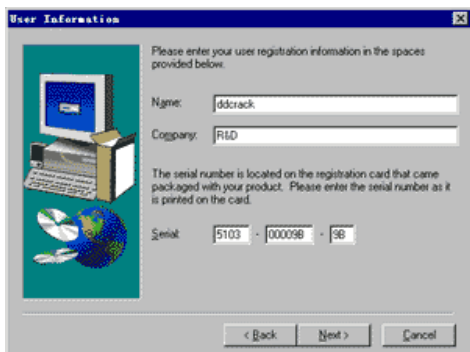 User Information
Please enter your user registration information in the spaces
provided below.
Name: ddcrack
Company: R&D
The serial number is located on the registration card that came
packaged with your product. Please enter the serial number as it
is printed on the card.
Serial: 5103 - 00009B - 9B
< Back Next > Cancel